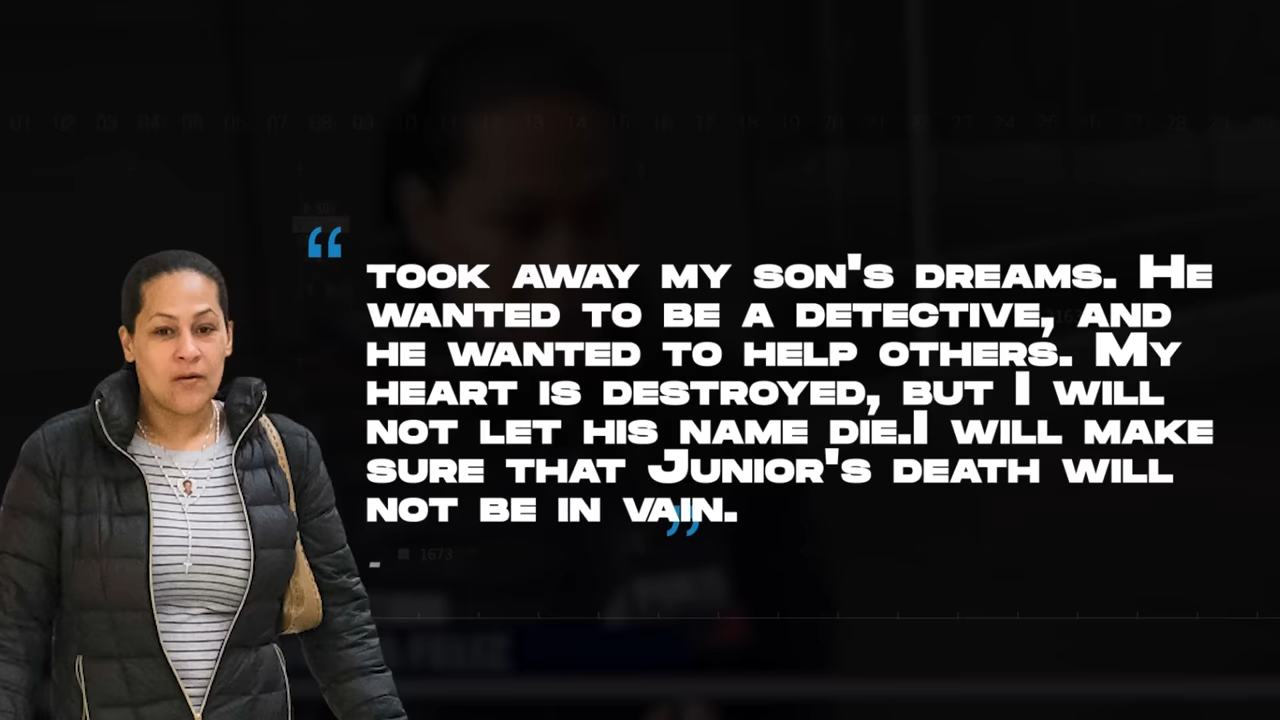 “
TOOK AWAY MY SON'S DREAMS. HE
WANTED TO BE A DETECTIVE, AND
HE WANTED TO HELP OTHERS. MY
HEART IS DESTROYED, BUT I WILL
NOT LET HIS NAME DIE.I WILL MAKE
SURE THAT JUNIOR'S DEATH WILL
NOT BE IN VAIN.
”
-
1673